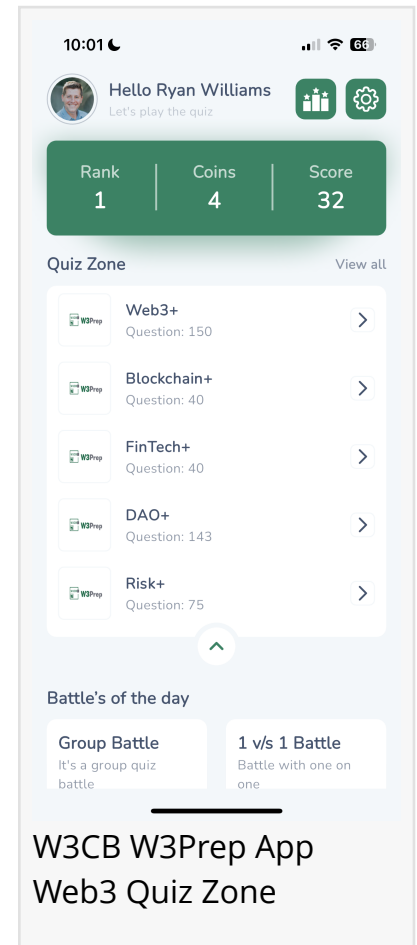 10:01
66
Hello Ryan Williams
Let's play the quiz
Rank
Coins
Score
1
4
32
Quiz Zone
View all
W3Prep
Web3+
Question: 150
W3Prep
Blockchain+
Question: 40
W3Prep
FinTech+
Question: 40
W3Prep
DAO+
Question: 143
W3Prep
Risk+
Question: 75
Battle's of the day
Group Battle
It's a group quiz
battle
1 v/s 1 Battle
Battle with one on
one
W3CB W3Prep App
Web3 Quiz Zone